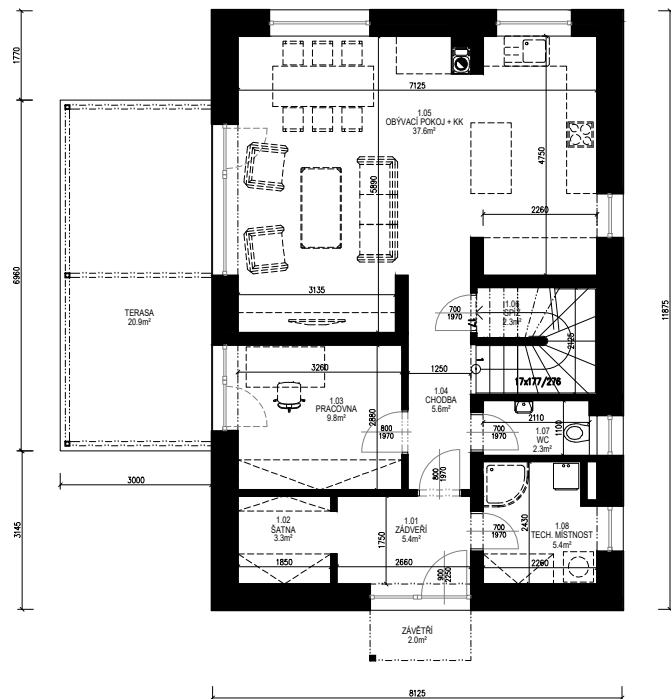 1770
7125
1.05
OBÝVACÍ POKOJ + KK
37.6m²
4750
5890
2260
6960
11875
TERASA
20.9m²
3135
700
1970
1.06
SPÍŽ
2.3m²
17
2125
1
17x177/276
3260
1250
1.03
PRACOVNA
9.8m²
1.04
CHODBA
5.6m²
2880
800
1970
700
1970
2110
1100
1.07
WC
2.3m²
3000
800
1970
3145
1.02
ŠATNA
3.3m²
1.01
ZÁDVEŘÍ
5.4m²
1750
700
1970
2430
1.08
TECH. MÍSTNOST
5.4m²
1850
2660
900
2250
2260
ZÁVĚTŘÍ
2.0m²
8125